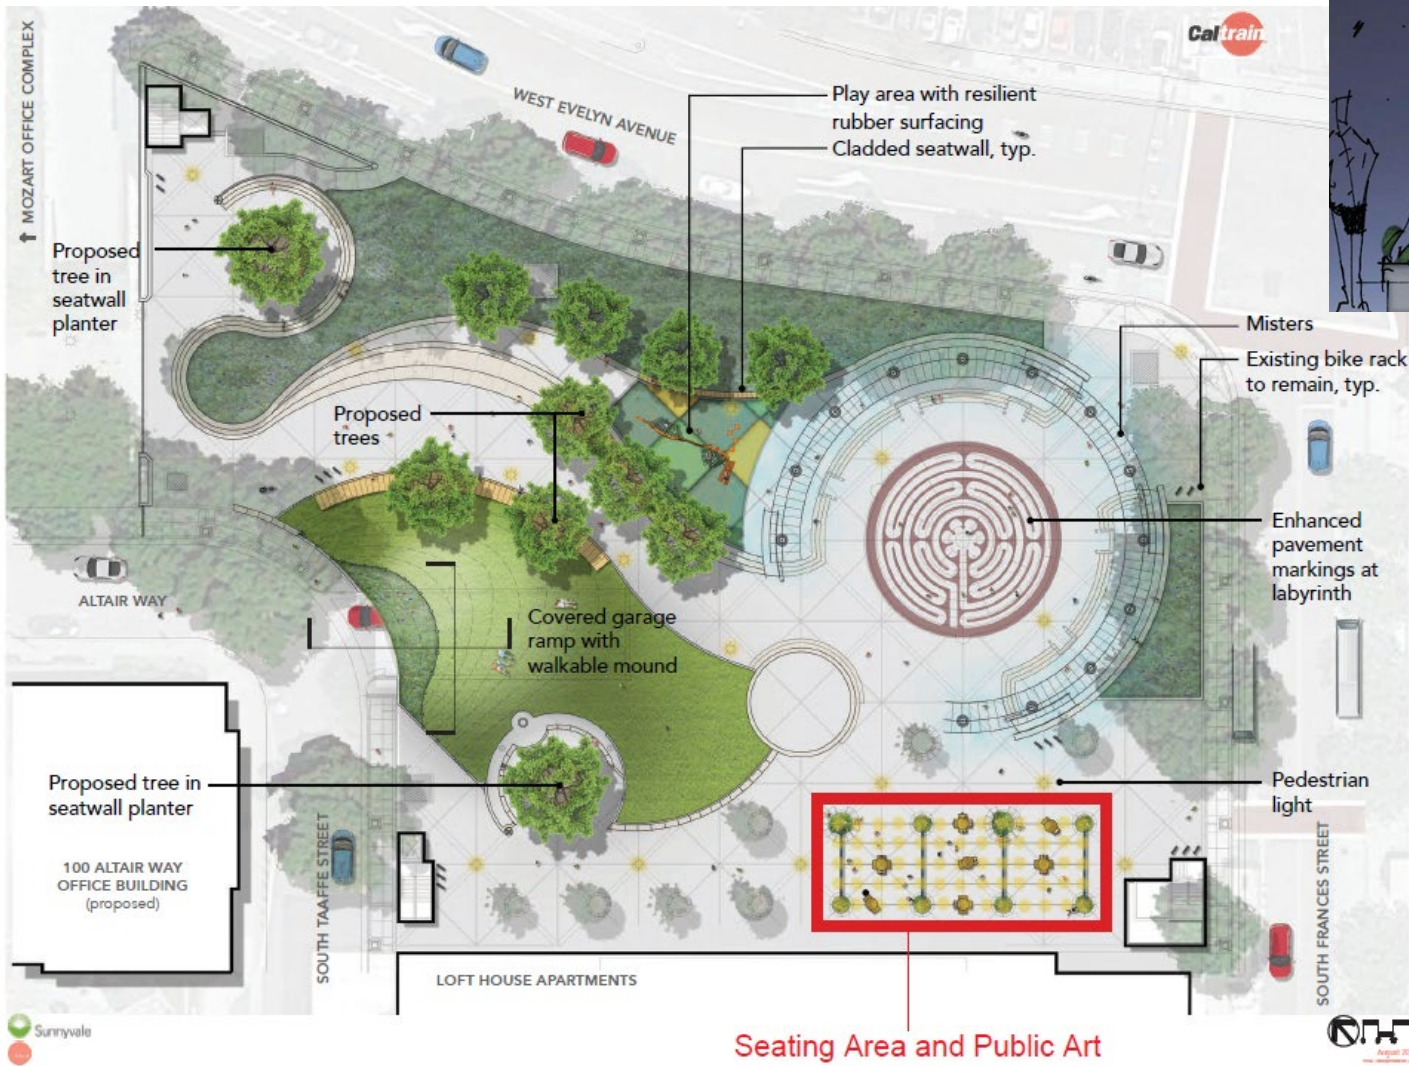 MOZART OFFICE COMPLEX
Caltrain
WEST EVELYN AVENUE
Play area with resilient
rubber surfacing
Cladded seatwall, typ.
Proposed
tree in
seatwall
planter
Misters
Existing bike rack
to remain, typ.
Proposed
trees
Enhanced
pavement
markings at
labyrinth
ALTAIR WAY
Covered garage
ramp with
walkable mound
Proposed tree in
seatwall planter
Pedestrian
light
100 ALTAIR WAY
OFFICE BUILDING
(proposed)
SOUTH TAAFFE STREET
SOUTH FRANCES STREET
LOFT HOUSE APARTMENTS
Sunnyvale
Seating Area and Public Art
August